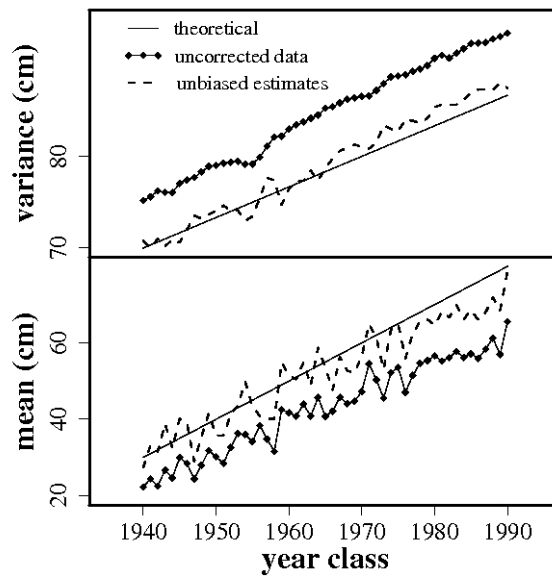 theoretical
uncorrected data
unbiased estimates
variance (cm)
80
70
mean (cm)
60
40
20
1940 1950 1960 1970 1980 1990
year class